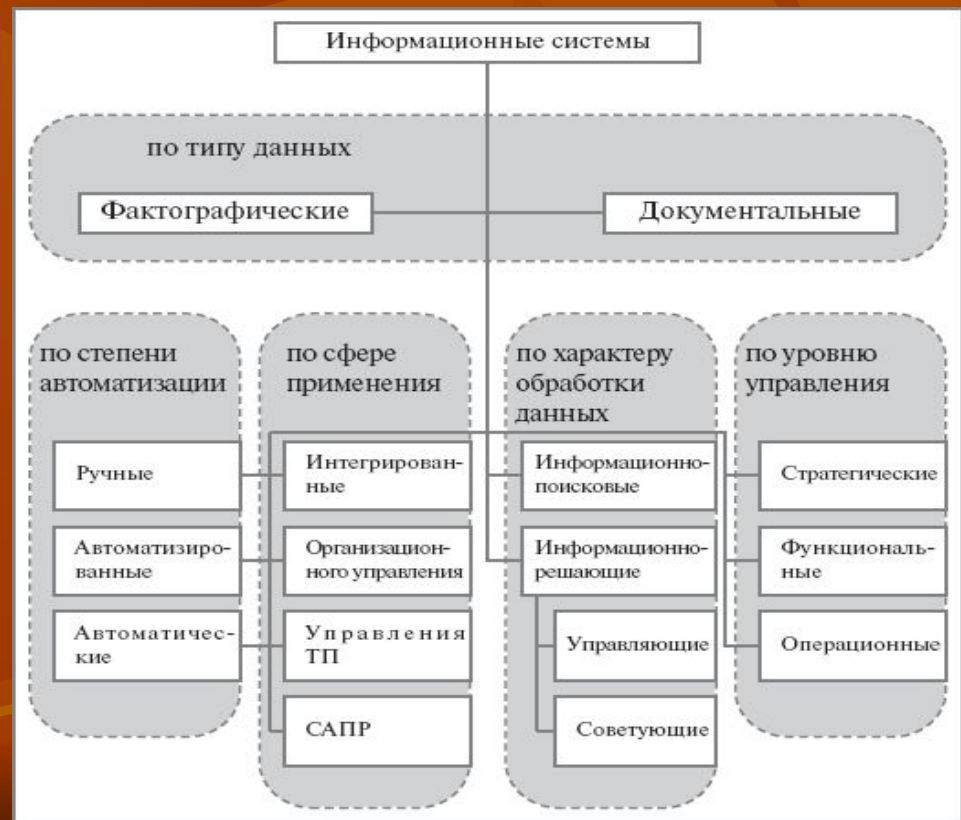 Информационные системы
по типу данных
Фактографические
Документальные
по степени
автоматизации
Ручные
Автоматизиро-
ванные
Автоматичес-
кие
по сфере
применения
Интегрирован-
ные
Организацион-
ного управления
Управления
ТП
САПР
по характеру
обработки
данных
Информационно-
поисковые
Информационно-
решающие
Управляющие
Советующие
по уровню
управления
Стратегические
Функциональ-
ные
Операционные